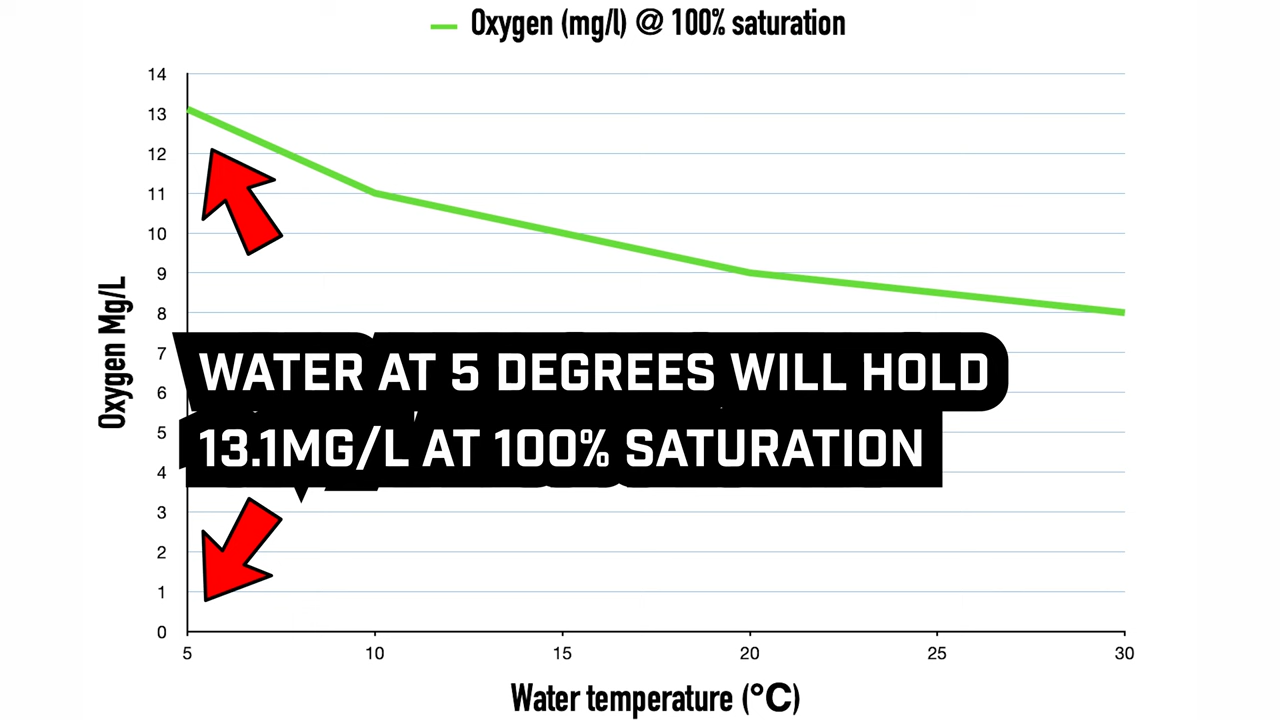 Oxygen (mg/l) @ 100% saturation
14
13
12
11
10
9
8
7
6
5
4
3
2
1
0
Oxygen Mg/L
WATER AT 5 DEGREES WILL HOLD
13.1MG/L AT 100% SATURATION
5 10 15 20 25 30
Water temperature (°C)